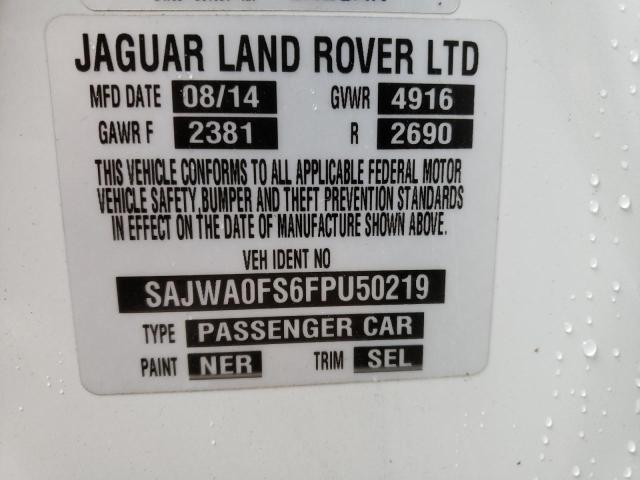 JAGUAR LAND ROVER LTD
MFD DATE 08/14 GVWR 4916
GAWR F 2381 R 2690
THIS VEHICLE CONFORMS TO ALL APPLICABLE FEDERAL MOTOR
VEHICLE SAFETY,BUMPER AND THEFT PREVENTION STANDARDS
IN EFFECT ON THE DATE OF MANUFACTURE SHOWN ABOVE.
VEH IDENT NO
SAJWA0FS6FPU50219
TYPE PASSENGER CAR
PAINT NER TRIM SEL